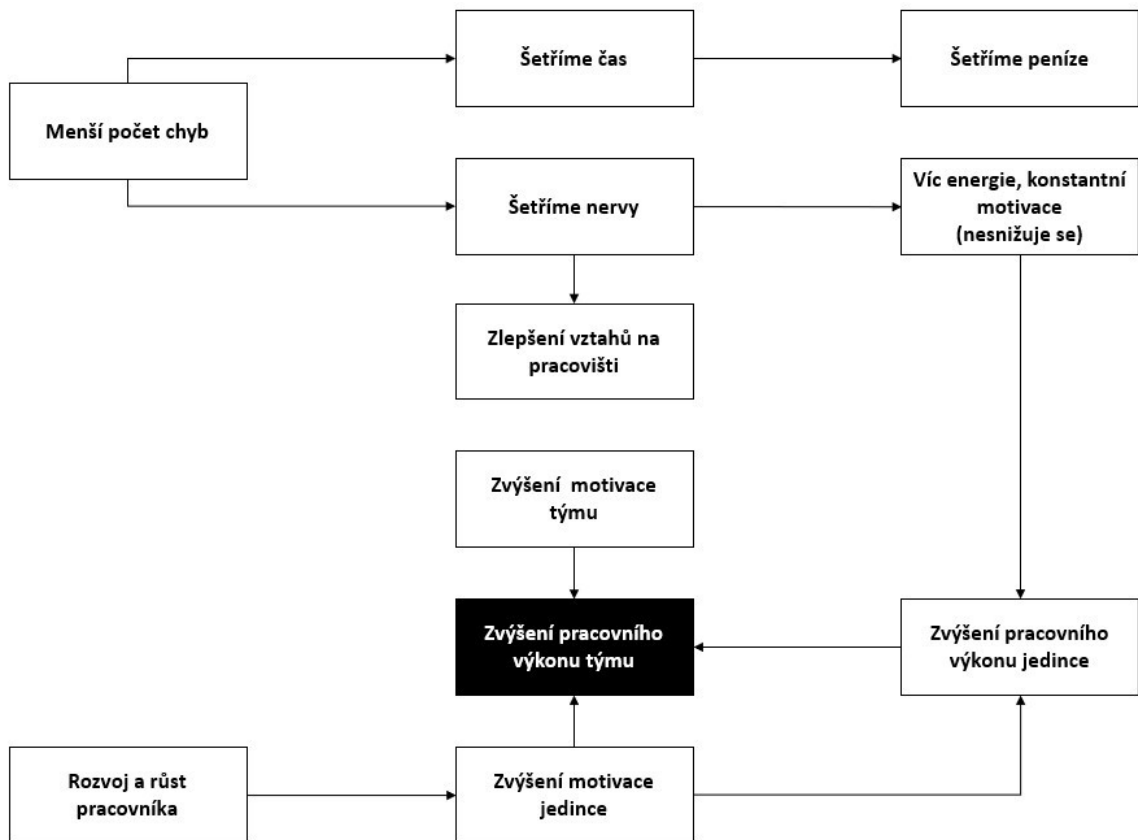 Šetříme čas
Šetříme peníze
Menší počet chyb
Šetříme nervy
Víc energie, konstantní
motivace
(nesnižuje se)
Zlepšení vztahů na
pracovišti
Zvýšení motivace
týmu
Zvýšení pracovního
výkonu týmu
Zvýšení pracovního
výkonu jedince
Rozvoj a růst
pracovníka
Zvýšení motivace
jedince